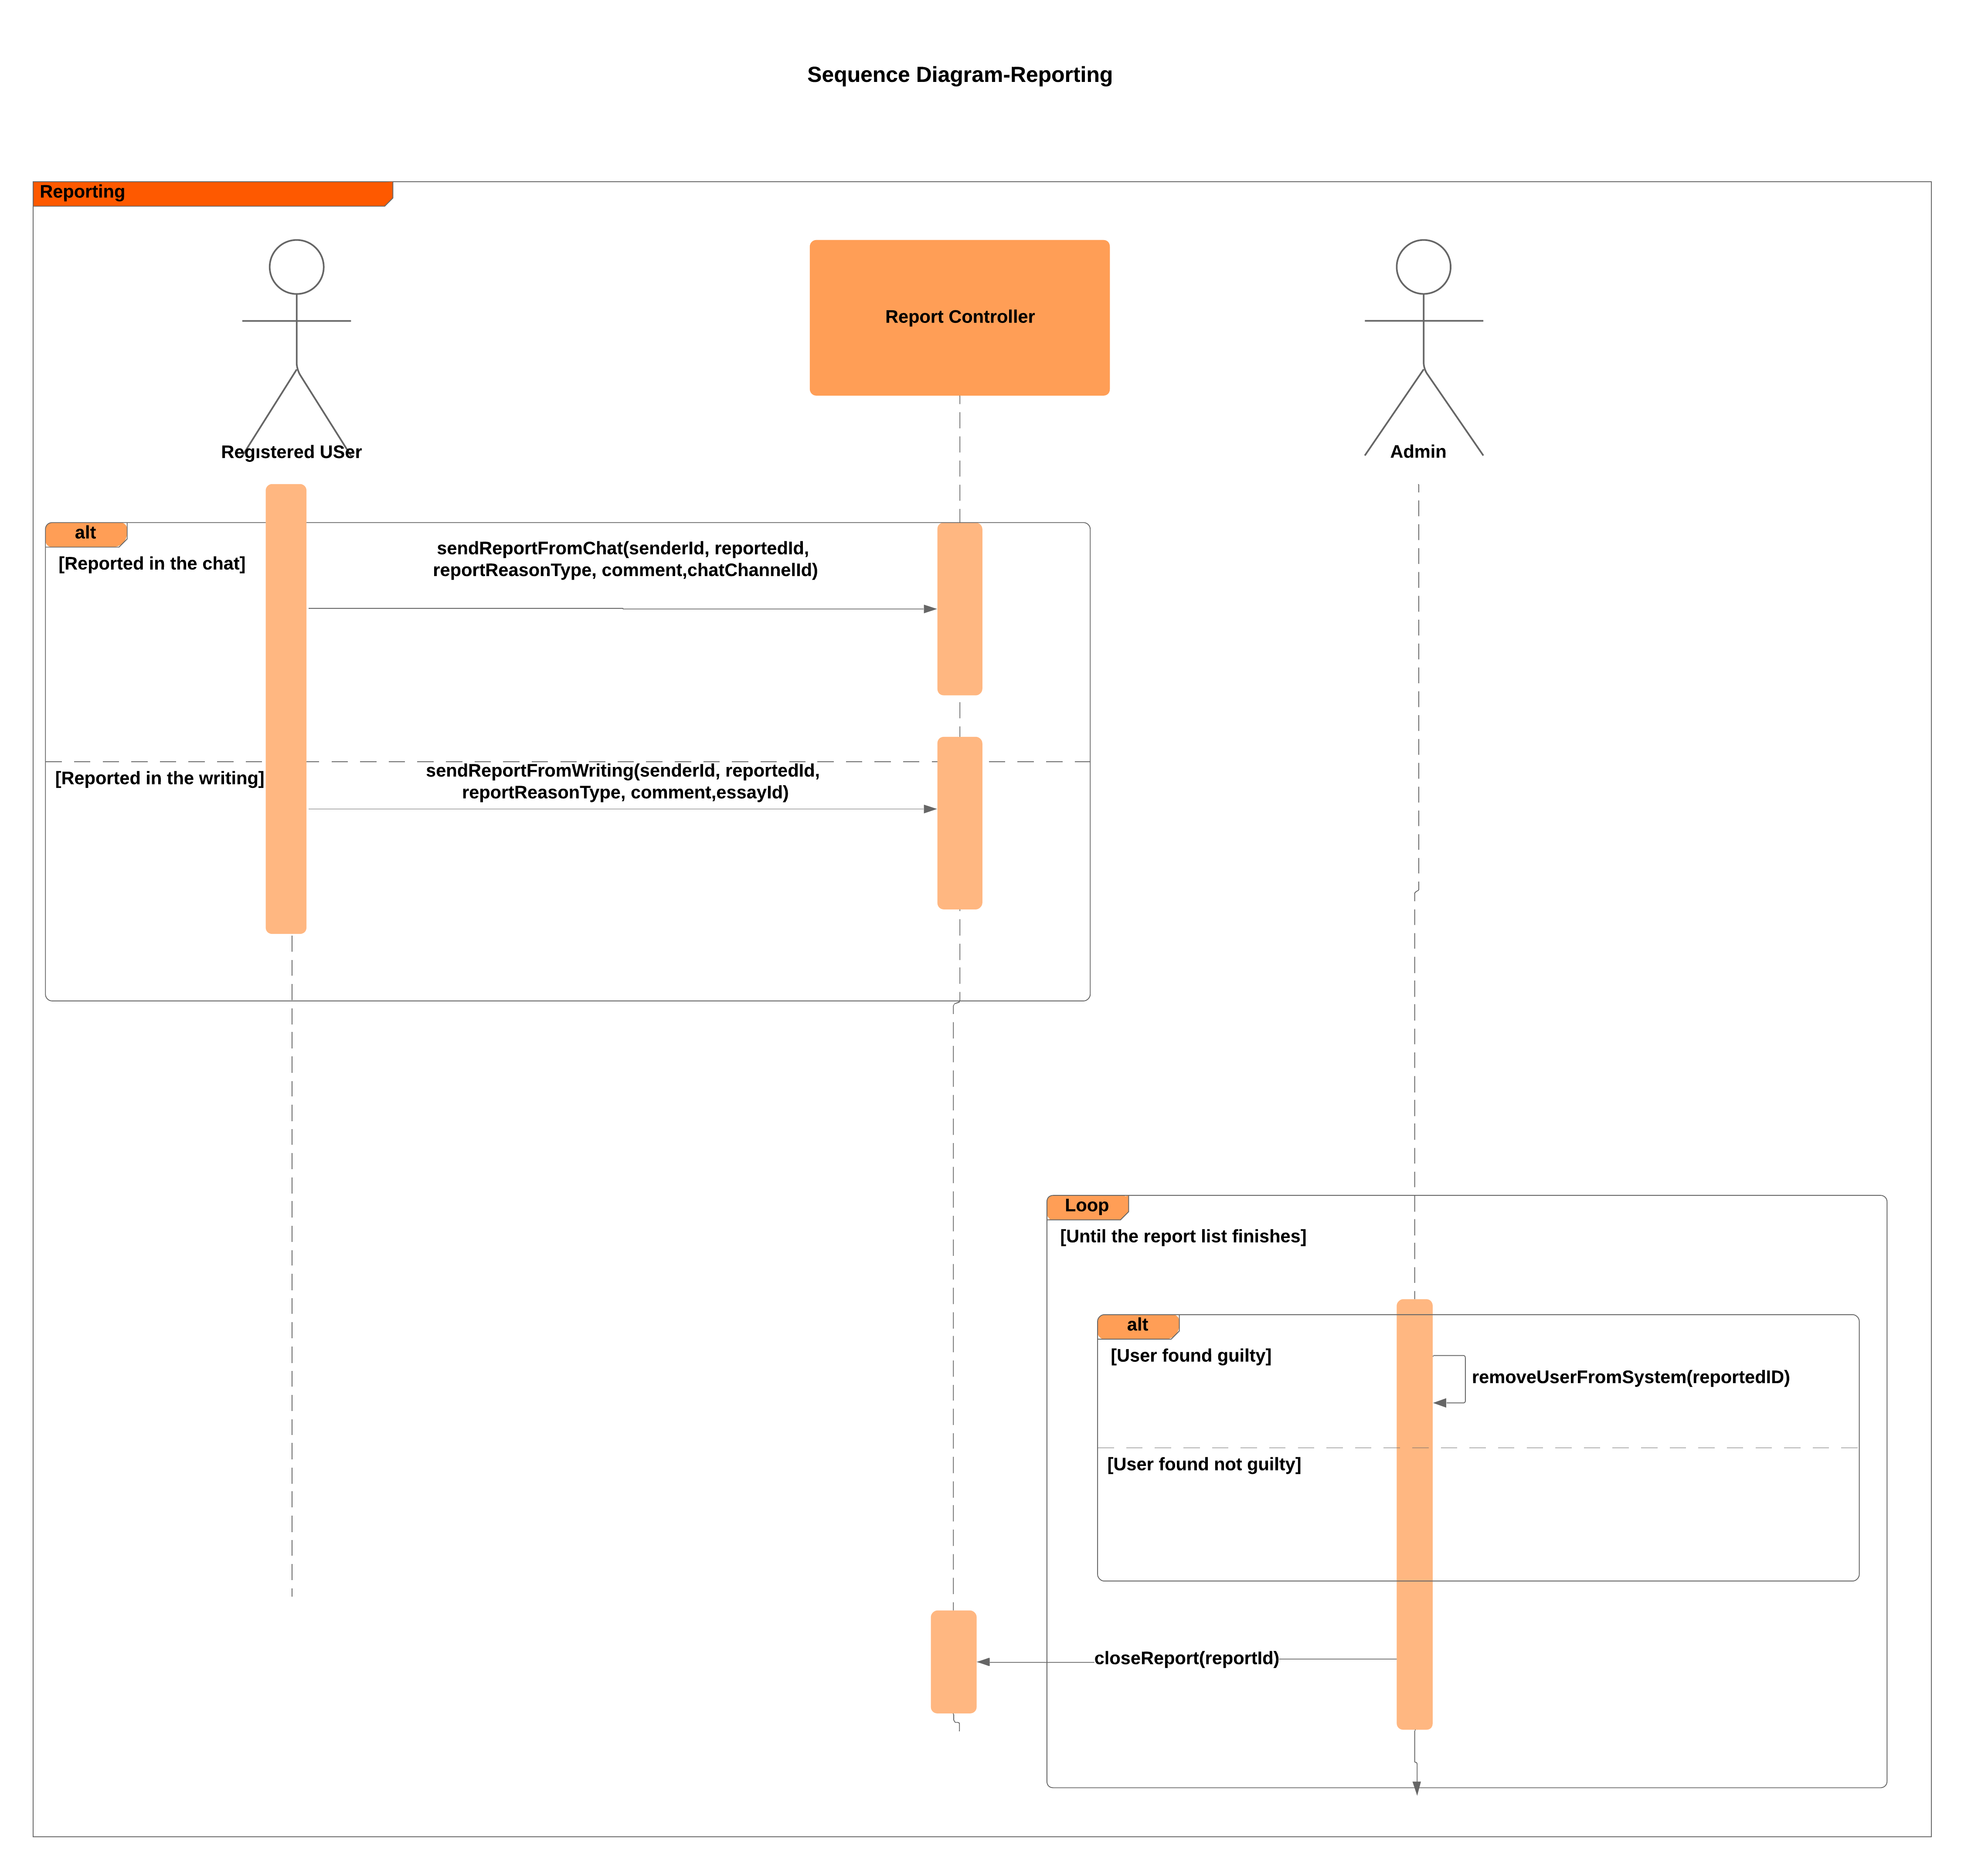 Sequence Diagram-Reporting
Reporting
Report Controller
Registered USer
Admin
alt
[Reported in the chat]
sendReportFromChat(senderId, reportedId,
reportReasonType, comment,chatChannelId)
[Reported in the writing]
sendReportFromWriting(senderId, reportedId,
reportReasonType, comment,essayId)
Loop
[Until the report list finishes]
alt
[User found guilty]
removeUserFromSystem(reportedID)
[User found not guilty]
closeReport(reportId)